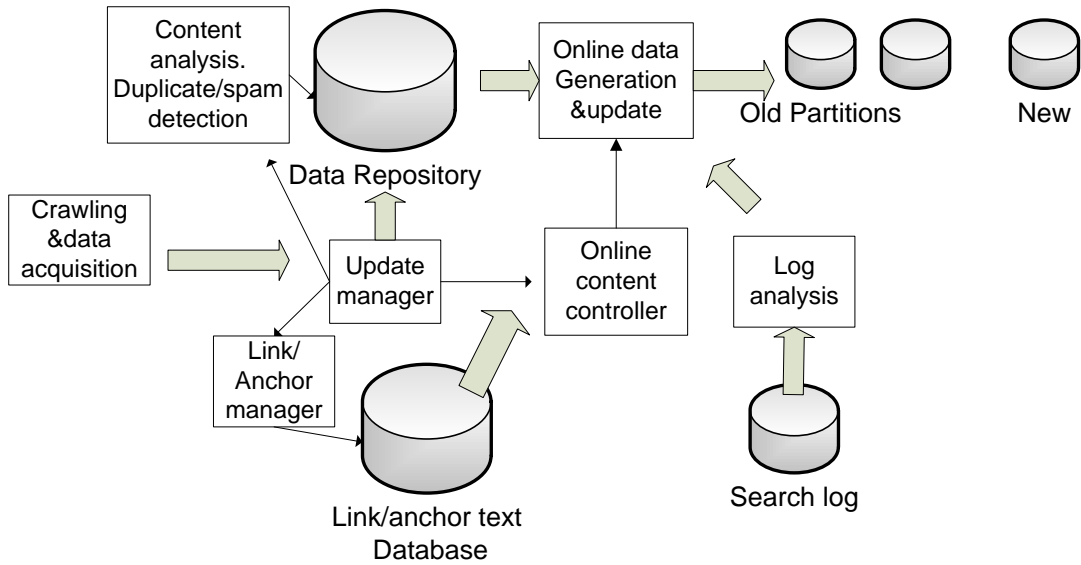 Content
analysis.
Duplicate/spam
detection
Data Repository
Online data
Generation
&update
Old Partitions
New
Crawling
&data
acquisition
Update
manager
Online
content
controller
Log
analysis
Link/
Anchor
manager
Link/anchor text
Database
Search log